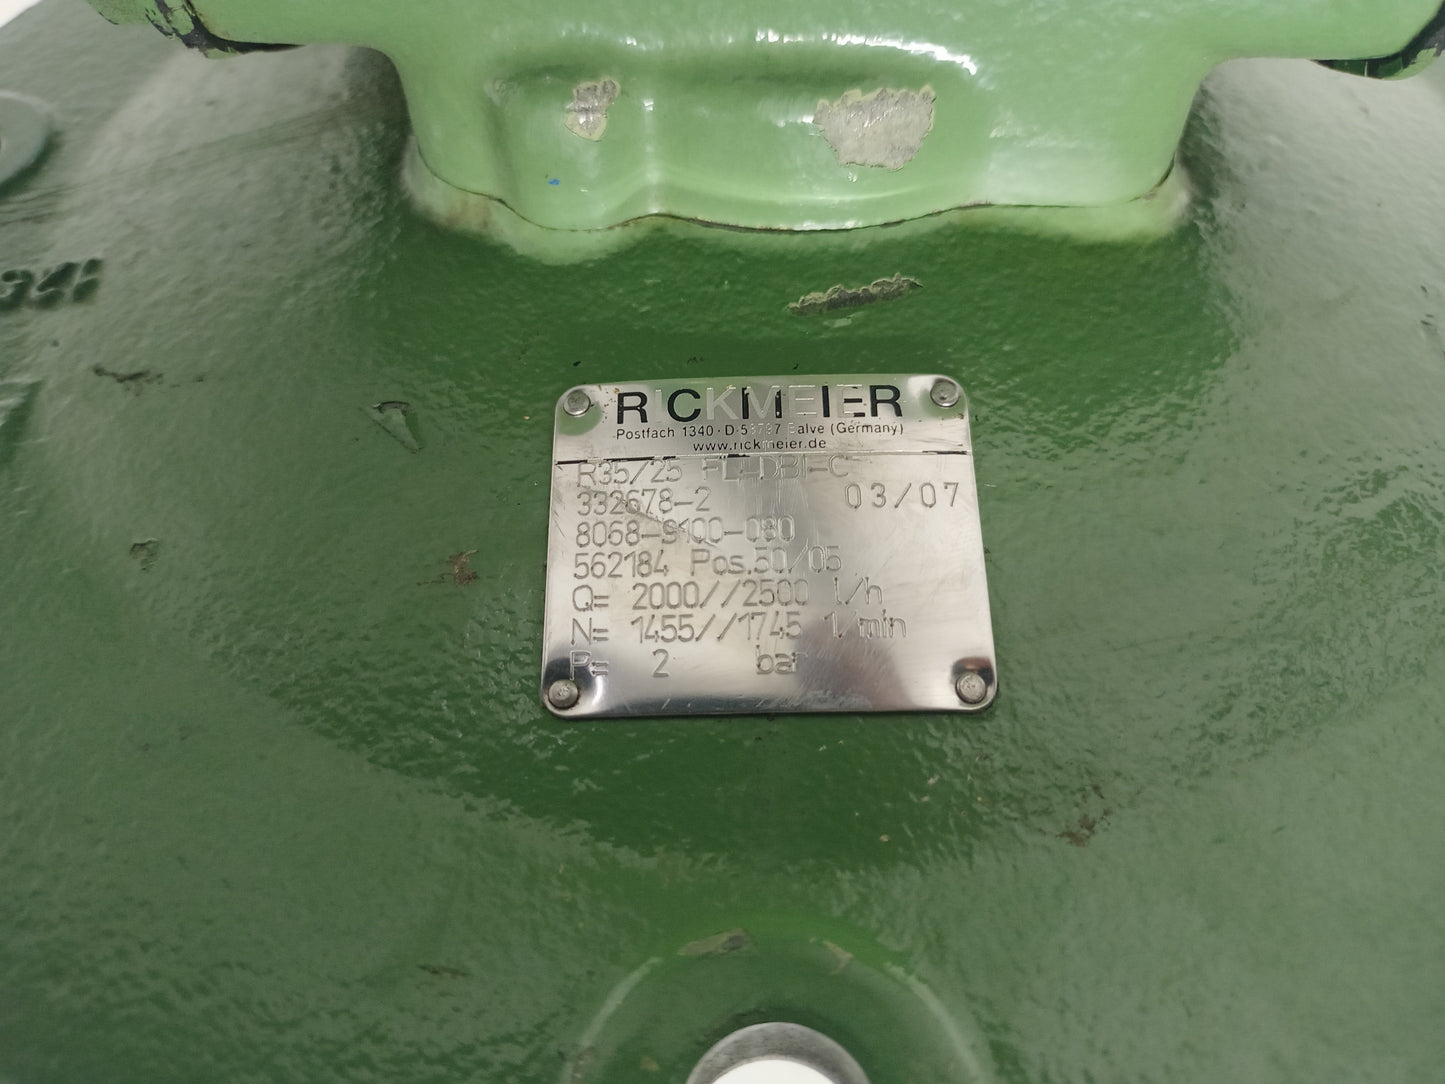 RICKMEIER
Postfach 1340·D-58797 Balve (Germany)
www.rickmeier.de
R35/25 FL-DBI-C
332678-2 03/07
8068-9100-080
562184 Pos.50/05
Q= 2000//2500 l/h
N= 1455//1745 1/min
P= 2 bar